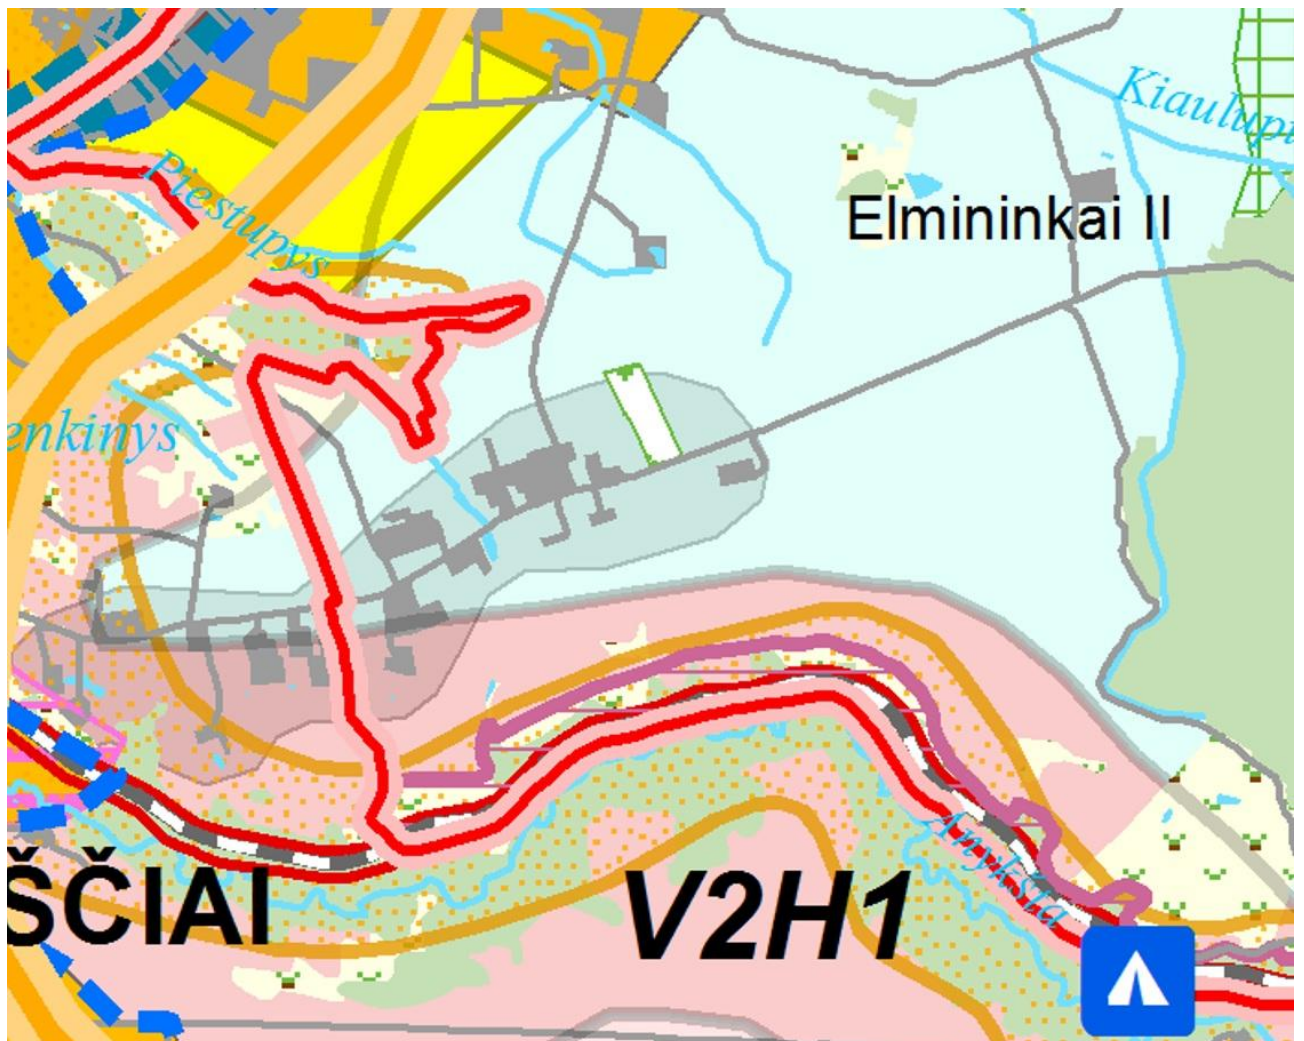 Kiaulupi
Piestupys
Elmininkai II
enkinys
Anykšta
ŠČIAI
V2H1